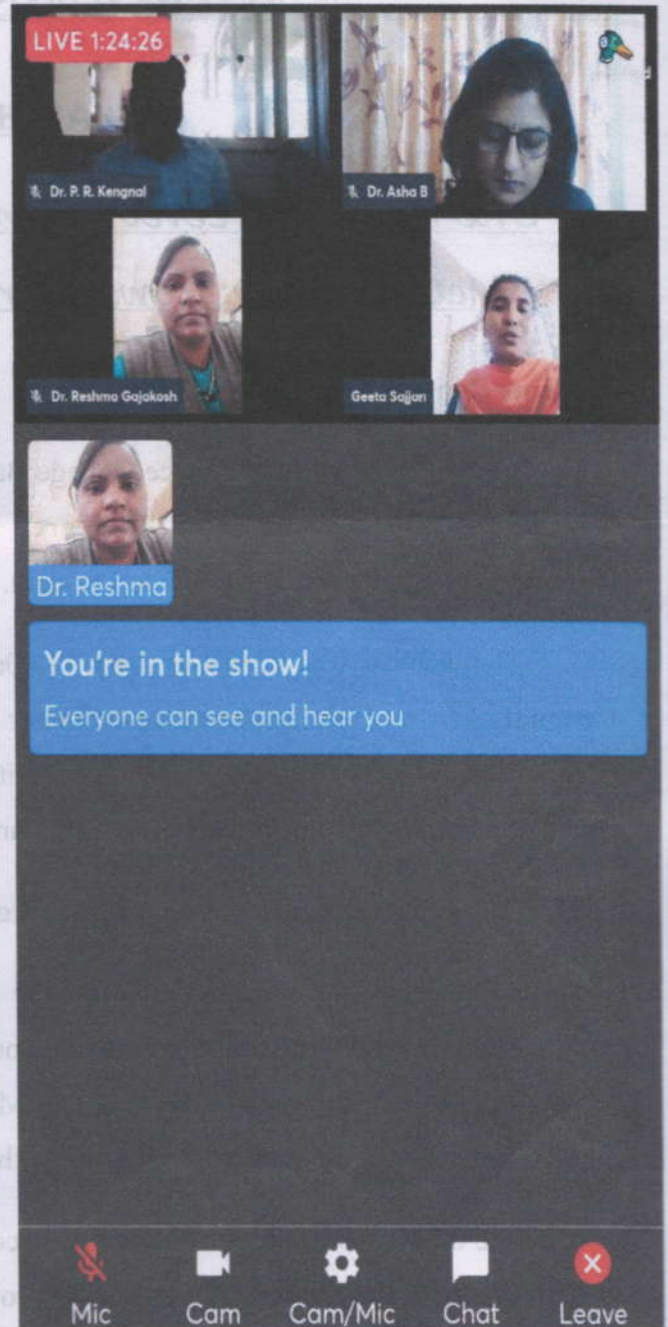 LIVE 1:24:26
Dr. P. R. Kengnal
Dr. Asha B
Dr. Reshma Gajakosh
Geeta Sajjan
Dr. Reshma
You're in the show!
Everyone can see and hear you
Mic
Cam
Cam/Mic
Chat
Leave